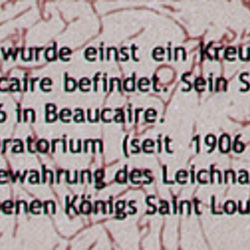 wurde einst ein Kreu
caire befindet. Sein S
6 in Beaucaire.
ratorium (seit 1906
ewahrung des Leichna
enen Königs Saint Lou